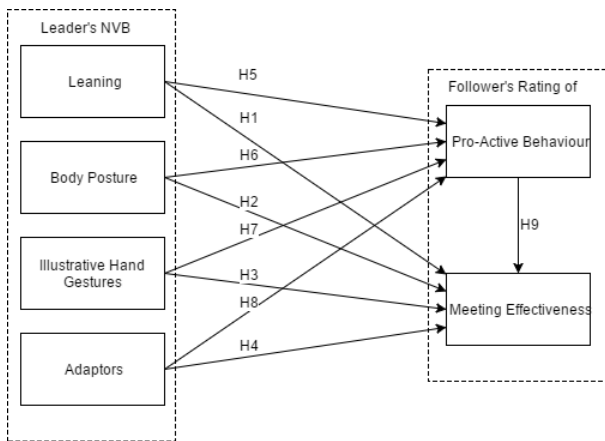 Leader's NVB
Leaning
Body Posture
Illustrative Hand
Gestures
Adaptors
H5
H1
H6
H2
H7
H3
H8
H4
Follower's Rating of
Pro-Active Behaviour
H9
Meeting Effectiveness